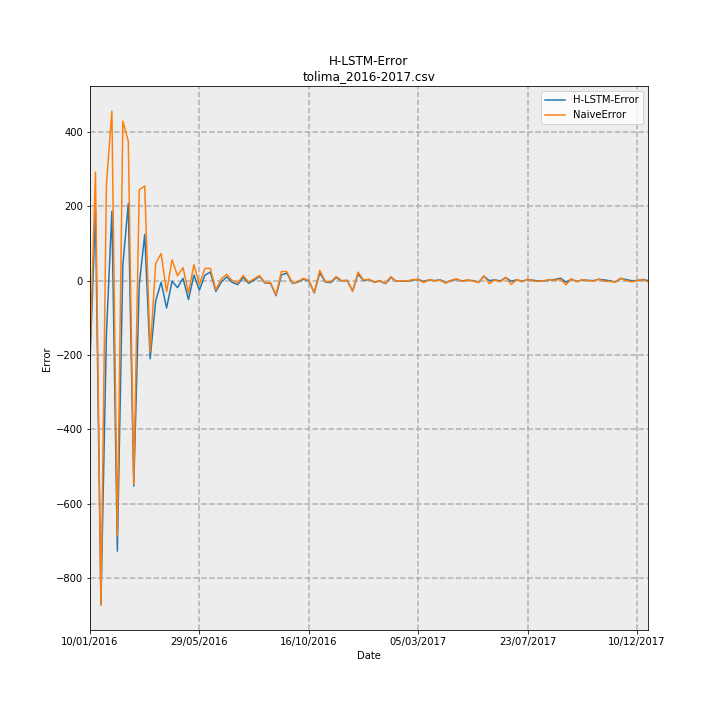 H-LSTM-Error
tolima_2016-2017.csv
H-LSTM-Error
NaiveError
400
200
0
−200
−400
−600
−800
Error
10/01/2016 29/05/2016 16/10/2016 05/03/2017 23/07/2017 10/12/2017
Date